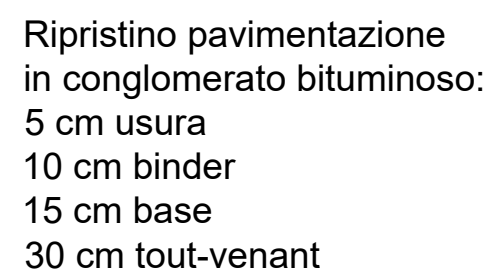 Ripristino pavimentazione
in conglomerato bituminoso:
5 cm usura
10 cm binder
15 cm base
30 cm tout-venant